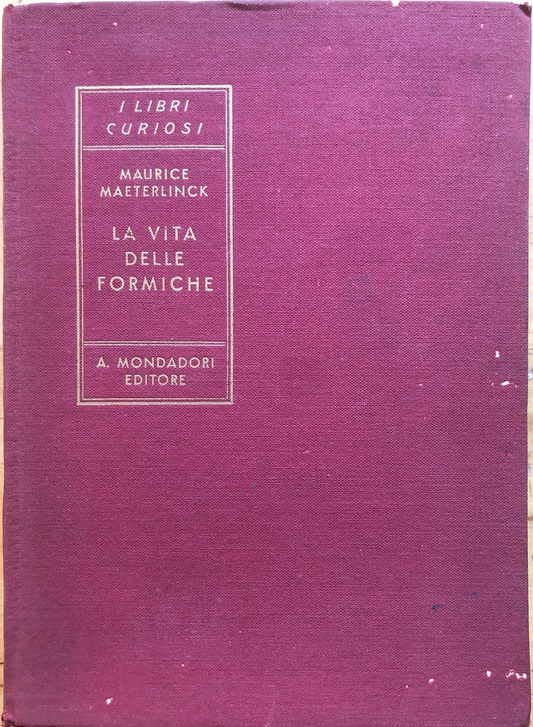 I LIBRI
CURIOSI
MAURICE
MAETERLINCK
LA VITA
DELLE
FORMICHE
A. MONDADORI
EDITORE